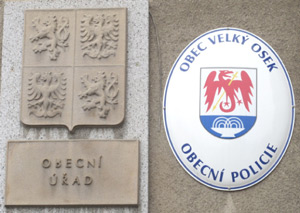 OBECNÍ
ÚŘAD
OBEC VELKÝ OSEK
OBECNÍ POLICIE